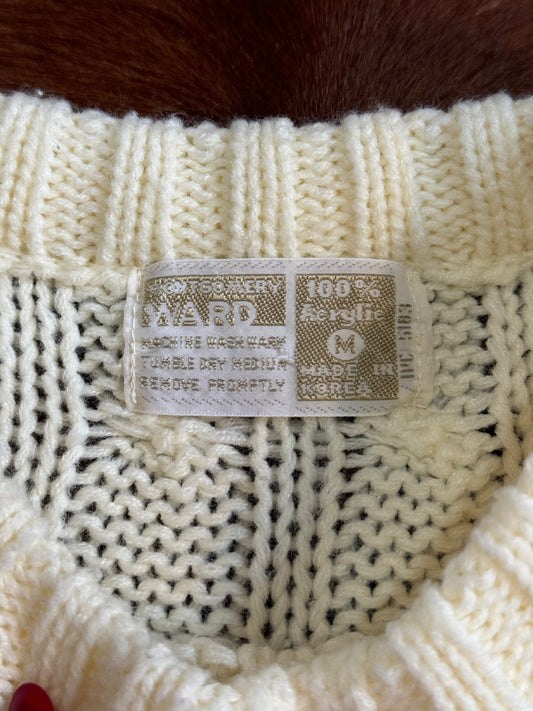 MONTGOMERY
WARD
MACHINE WASH WARM
TUMBLE DRY MEDIUM
REMOVE PROMPTLY
100%
Acrylic
M
MADE IN
KOREA